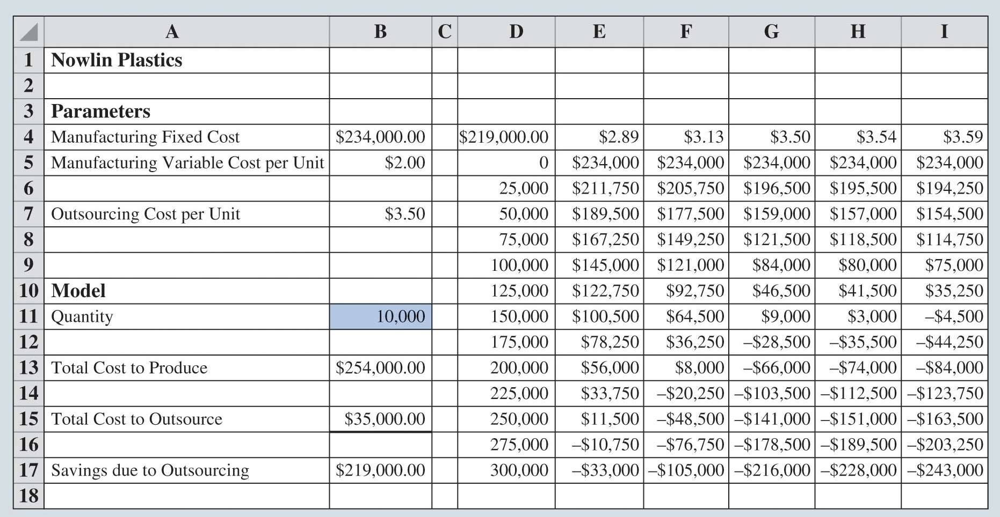 A B C D E F G H I
1 Nowlin Plastics
2
3 Parameters
4 Manufacturing Fixed Cost $234,000.00 $219,000.00 $2.89 $3.13 $3.50 $3.54 $3.59
5 Manufacturing Variable Cost per Unit $2.00 0 $234,000 $234,000 $234,000 $234,000 $234,000
6 25,000 $211,750 $205,750 $196,500 $195,500 $194,250
7 Outsourcing Cost per Unit $3.50 50,000 $189,500 $177,500 $159,000 $157,000 $154,500
8 75,000 $167,250 $149,250 $121,500 $118,500 $114,750
9 100,000 $145,000 $121,000 $84,000 $80,000 $75,000
10 Model 125,000 $122,750 $92,750 $46,500 $41,500 $35,250
11 Quantity 10,000 150,000 $100,500 $64,500 $9,000 $3,000 –$4,500
12 175,000 $78,250 $36,250 –$28,500 –$35,500 –$44,250
13 Total Cost to Produce $254,000.00 200,000 $56,000 $8,000 –$66,000 –$74,000 –$84,000
14 225,000 $33,750 –$20,250 –$103,500 –$112,500 –$123,750
15 Total Cost to Outsource $35,000.00 250,000 $11,500 –$48,500 –$141,000 –$151,000 –$163,500
16 275,000 –$10,750 –$76,750 –$178,500 –$189,500 –$203,250
17 Savings due to Outsourcing $219,000.00 300,000 –$33,000 –$105,000 –$216,000 –$228,000 –$243,000
18